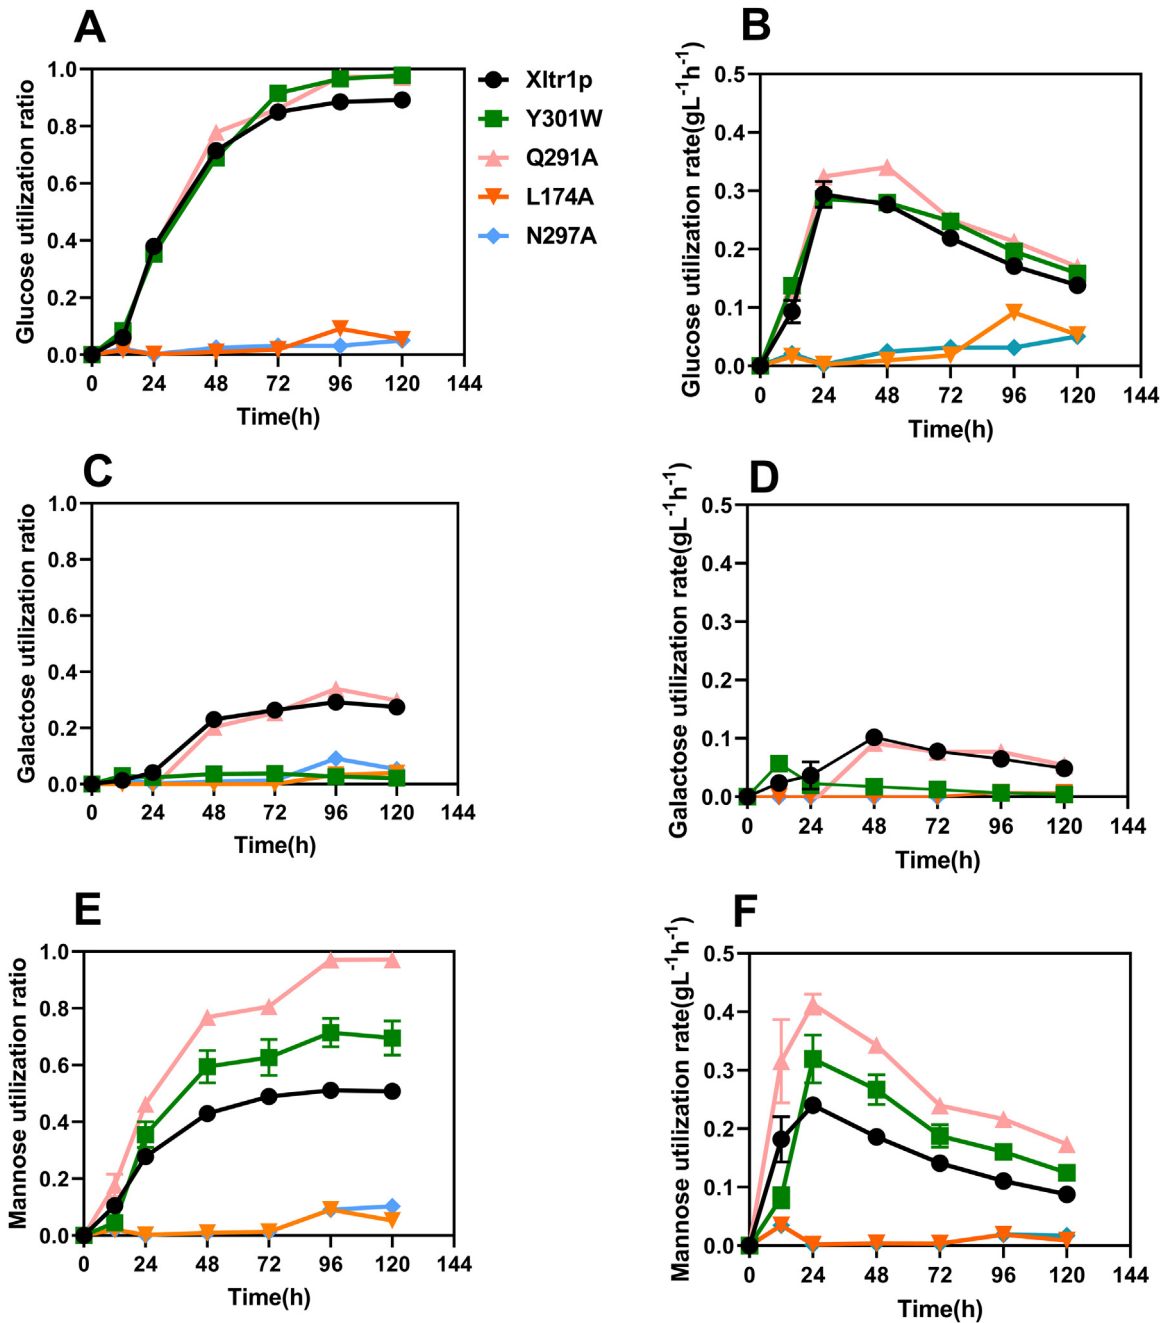 A
Glucose utilization ratio
1.0
0.8
0.6
0.4
0.2
0.0
0 24 48 72 96 120 144
Time(h)
Xltr1p
Y301W
Q291A
L174A
N297A
B
Glucose utilization rate(gL⁻¹h⁻¹)
0.5
0.4
0.3
0.2
0.1
0.0
0 24 48 72 96 120 144
Time(h)
C
Galactose utilization ratio
1.0
0.8
0.6
0.4
0.2
0.0
0 24 48 72 96 120 144
Time(h)
D
Galactose utilization rate(gL⁻¹h⁻¹)
0.5
0.4
0.3
0.2
0.1
0.0
0 24 48 72 96 120 144
Time(h)
E
Mannose utilization ratio
1.0
0.8
0.6
0.4
0.2
0.0
0 24 48 72 96 120 144
Time(h)
F
Mannose utilization rate(gL⁻¹h⁻¹)
0.5
0.4
0.3
0.2
0.1
0.0
0 24 48 72 96 120 144
Time(h)